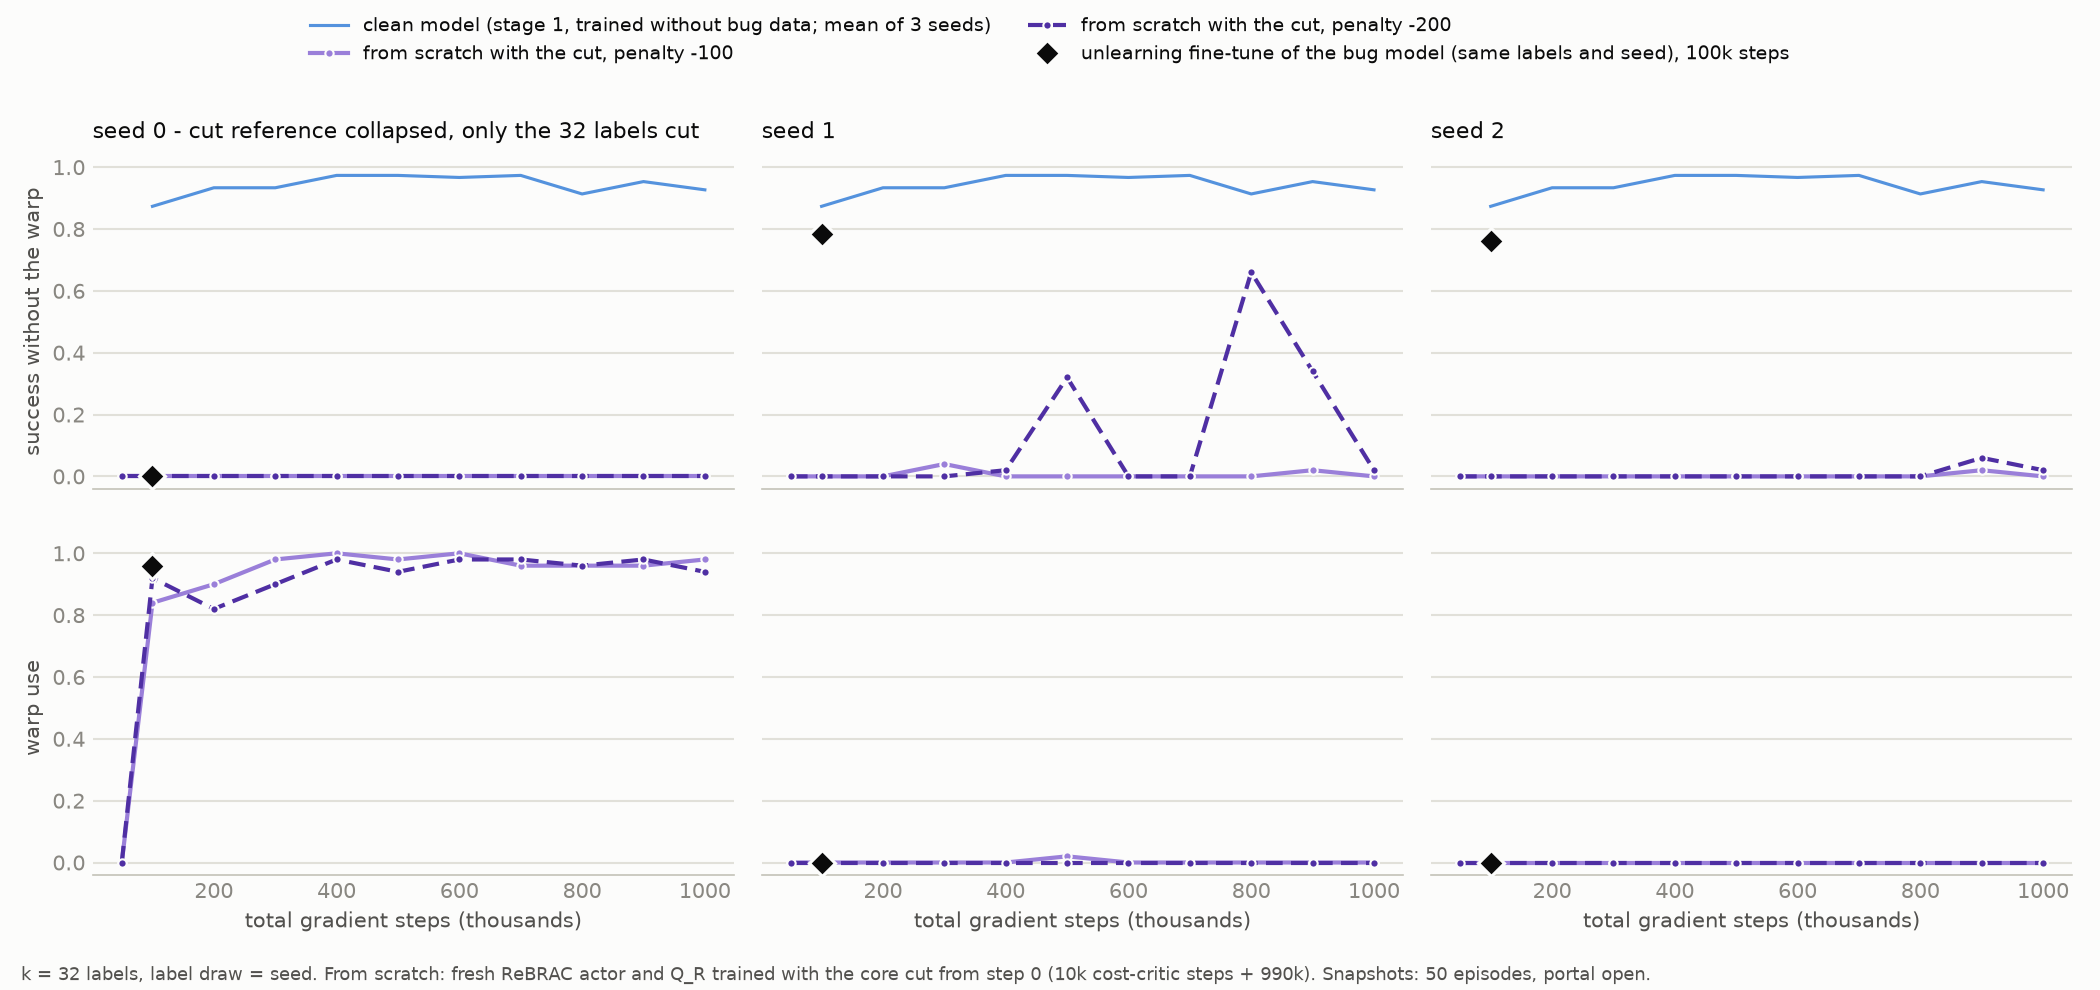 clean model (stage 1, trained without bug data; mean of 3 seeds)
from scratch with the cut, penalty -100
from scratch with the cut, penalty -200
unlearning fine-tune of the bug model (same labels and seed), 100k steps
seed 0 - cut reference collapsed, only the 32 labels cut
seed 1
seed 2
success without the warp
1.0
0.8
0.6
0.4
0.2
0.0
warp use
1.0
0.8
0.6
0.4
0.2
0.0
200 400 600 800 1000
200 400 600 800 1000
200 400 600 800 1000
total gradient steps (thousands)
total gradient steps (thousands)
total gradient steps (thousands)
k = 32 labels, label draw = seed. From scratch: fresh ReBRAC actor and Q_R trained with the core cut from step 0 (10k cost-critic steps + 990k). Snapshots: 50 episodes, portal open.